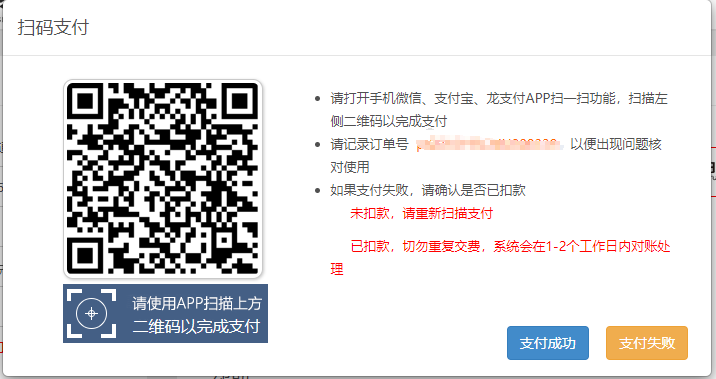 扫码支付
请打开手机微信、支付宝、龙支付APP扫一扫功能，扫描左
侧二维码以完成支付
请记录订单号 以便出现问题核
对使用
如果支付失败，请确认是否已扣款
未扣款，请重新扫描支付
已扣款，切勿重复交费，系统会在1-2个工作日内对账处
理
请使用APP扫描上方
二维码以完成支付
支付成功
支付失败